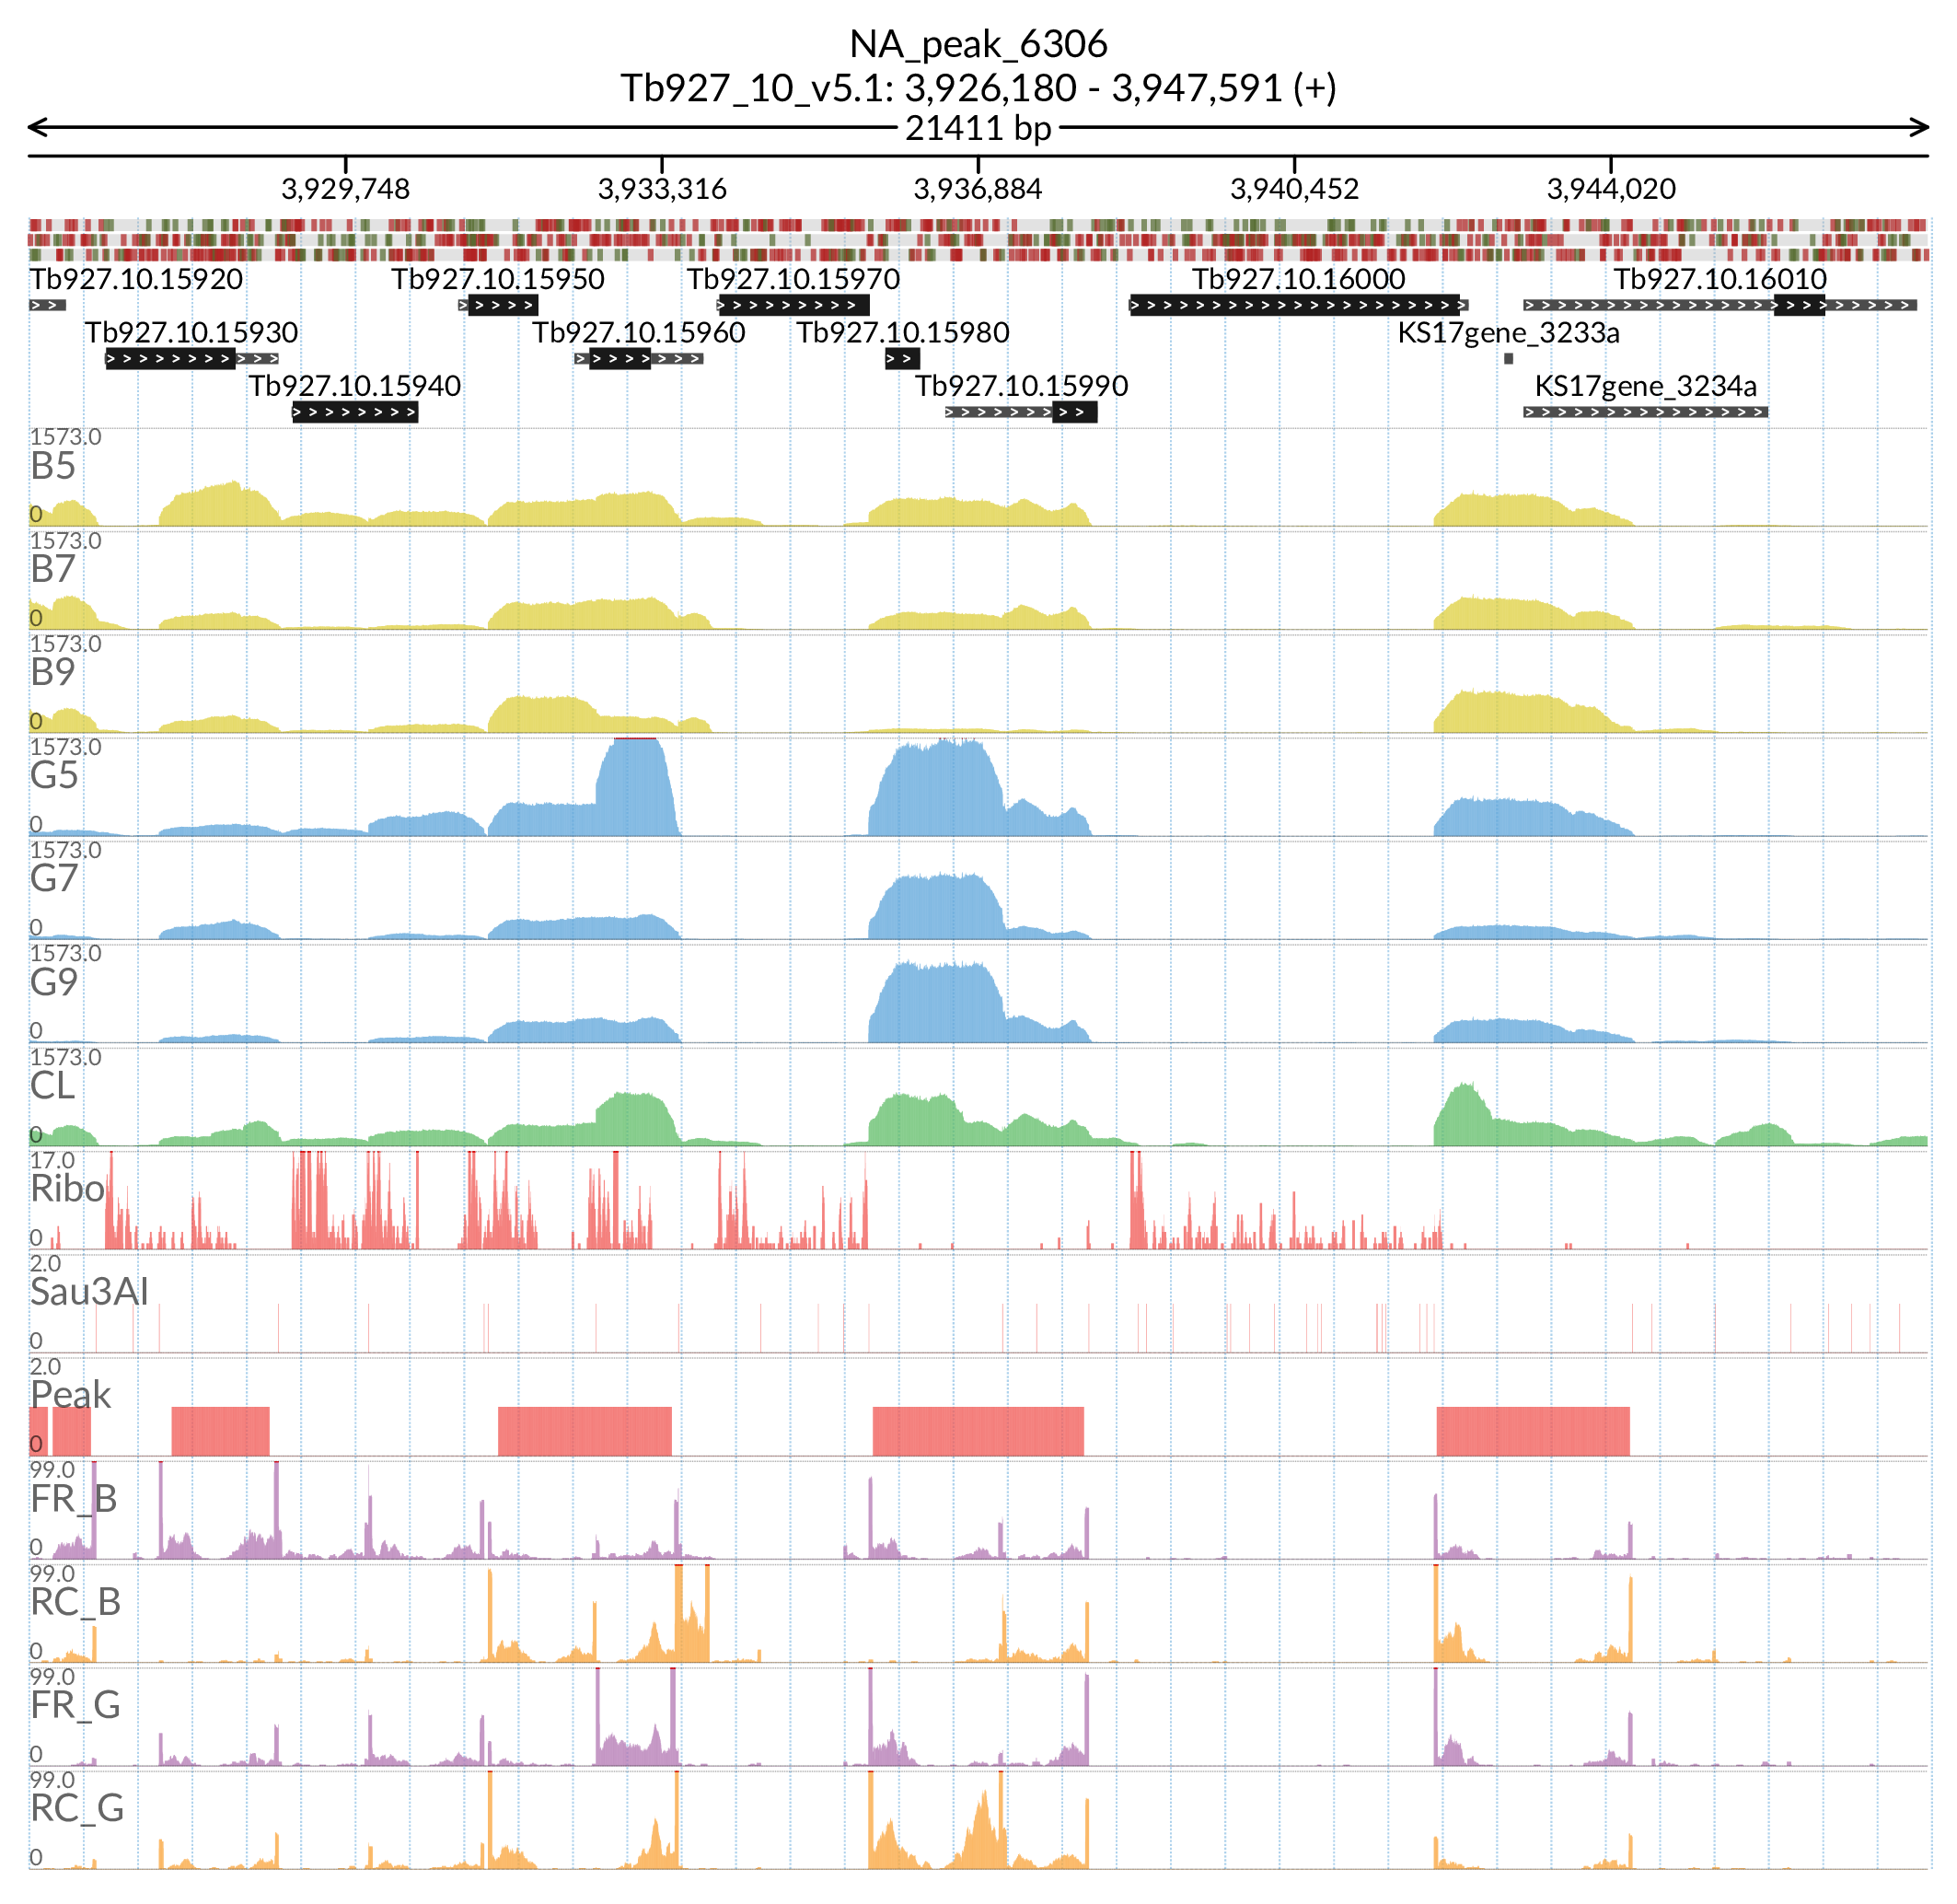 NA_peak_6306
Tb927_10_v5.1: 3,926,180 - 3,947,591 (+)
21411 bp
3,929,748 3,933,316 3,936,884 3,940,452 3,944,020
Tb927.10.15920 Tb927.10.15950 Tb927.10.15970 Tb927.10.16000 Tb927.10.16010
Tb927.10.15930 Tb927.10.15960 Tb927.10.15980 KS17gene_3233a
Tb927.10.15940 Tb927.10.15990 KS17gene_3234a
1573.0
B5
0
1573.0
B7
0
1573.0
B9
0
1573.0
G5
0
1573.0
G7
0
1573.0
G9
0
1573.0
CL
0
17.0
Ribo
0
2.0
Sau3AI
0
2.0
Peak
0
99.0
FR_B
0
99.0
RC_B
0
99.0
FR_G
0
99.0
RC_G
0